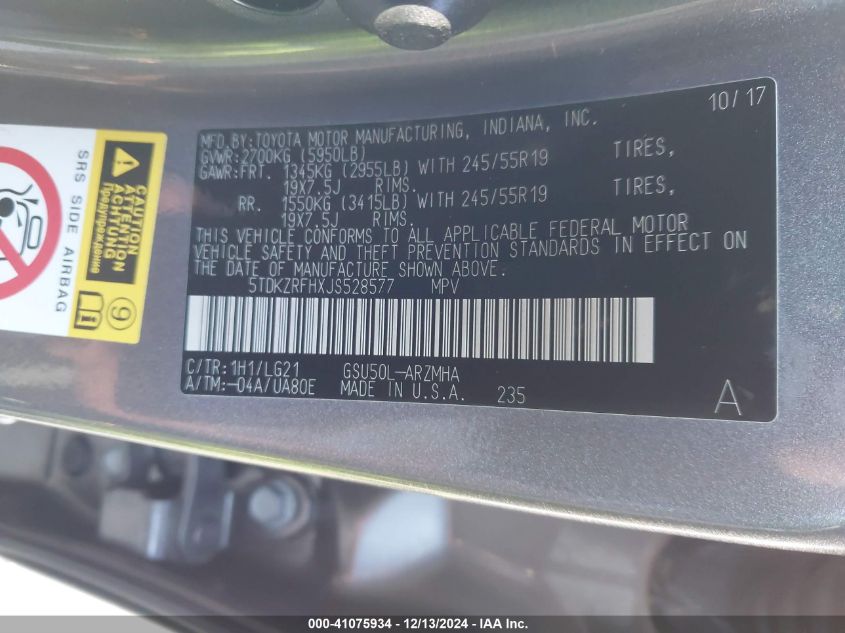 10/17
MFD.BY:TOYOTA MOTOR MANUFACTURING, INDIANA, INC.
GVWR:2700KG (5950LB)
GAWR:FRT. 1345KG (2955LB) WITH 245/55R19 TIRES,
19X7.5J RIMS.
RR. 1550KG (3415LB) WITH 245/55R19 TIRES,
19X7.5J RIMS.
THIS VEHICLE CONFORMS TO ALL APPLICABLE FEDERAL MOTOR
VEHICLE SAFETY AND THEFT PREVENTION STANDARDS IN EFFECT ON
THE DATE OF MANUFACTURE SHOWN ABOVE.
5TDKZRFHXJS528577 MPV
C/TR:1H1/LG21 GSU50L-ARZMHA
A/TM:-04A/UA80E MADE IN U.S.A. 235
A
SRS SIDE AIRBAG
CAUTION
ATTENTION
ACHTUNG
Предупреждение
9
000-41075934 - 12/13/2024 - IAA Inc.